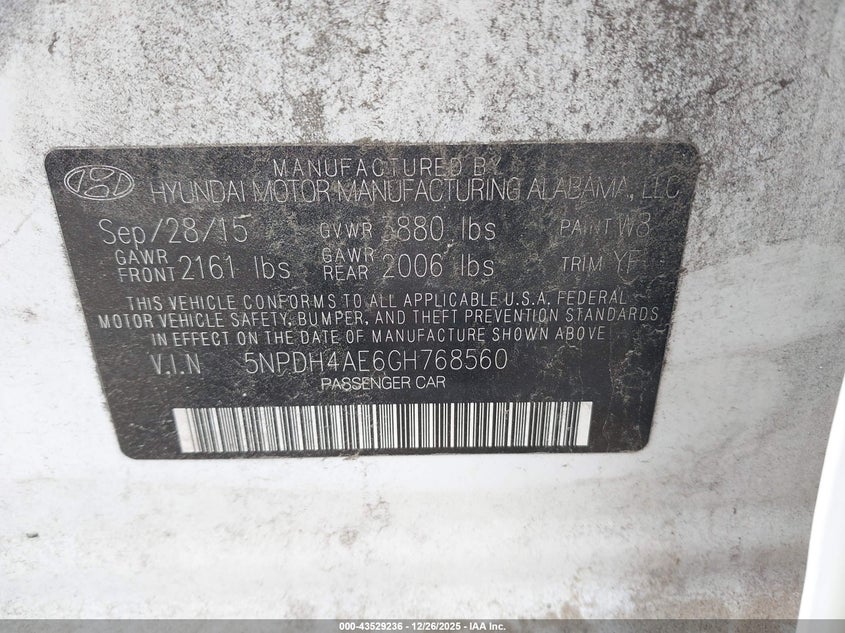 MANUFACTURED BY
HYUNDAI MOTOR MANUFACTURING ALABAMA, LLC
Sep/28/15 GVWR 3880 lbs PAINT W8
GAWR FRONT 2161 lbs GAWR REAR 2006 lbs TRIM YF
THIS VEHICLE CONFORMS TO ALL APPLICABLE U.S.A. FEDERAL
MOTOR VEHICLE SAFETY, BUMPER, AND THEFT PREVENTION STANDARDS
IN EFFECT ON THE DATE OF MANUFACTURE SHOWN ABOVE
V.I.N 5NPDH4AE6GH768560
PASSENGER CAR
000-43529236 - 12/26/2025 - IAA Inc.